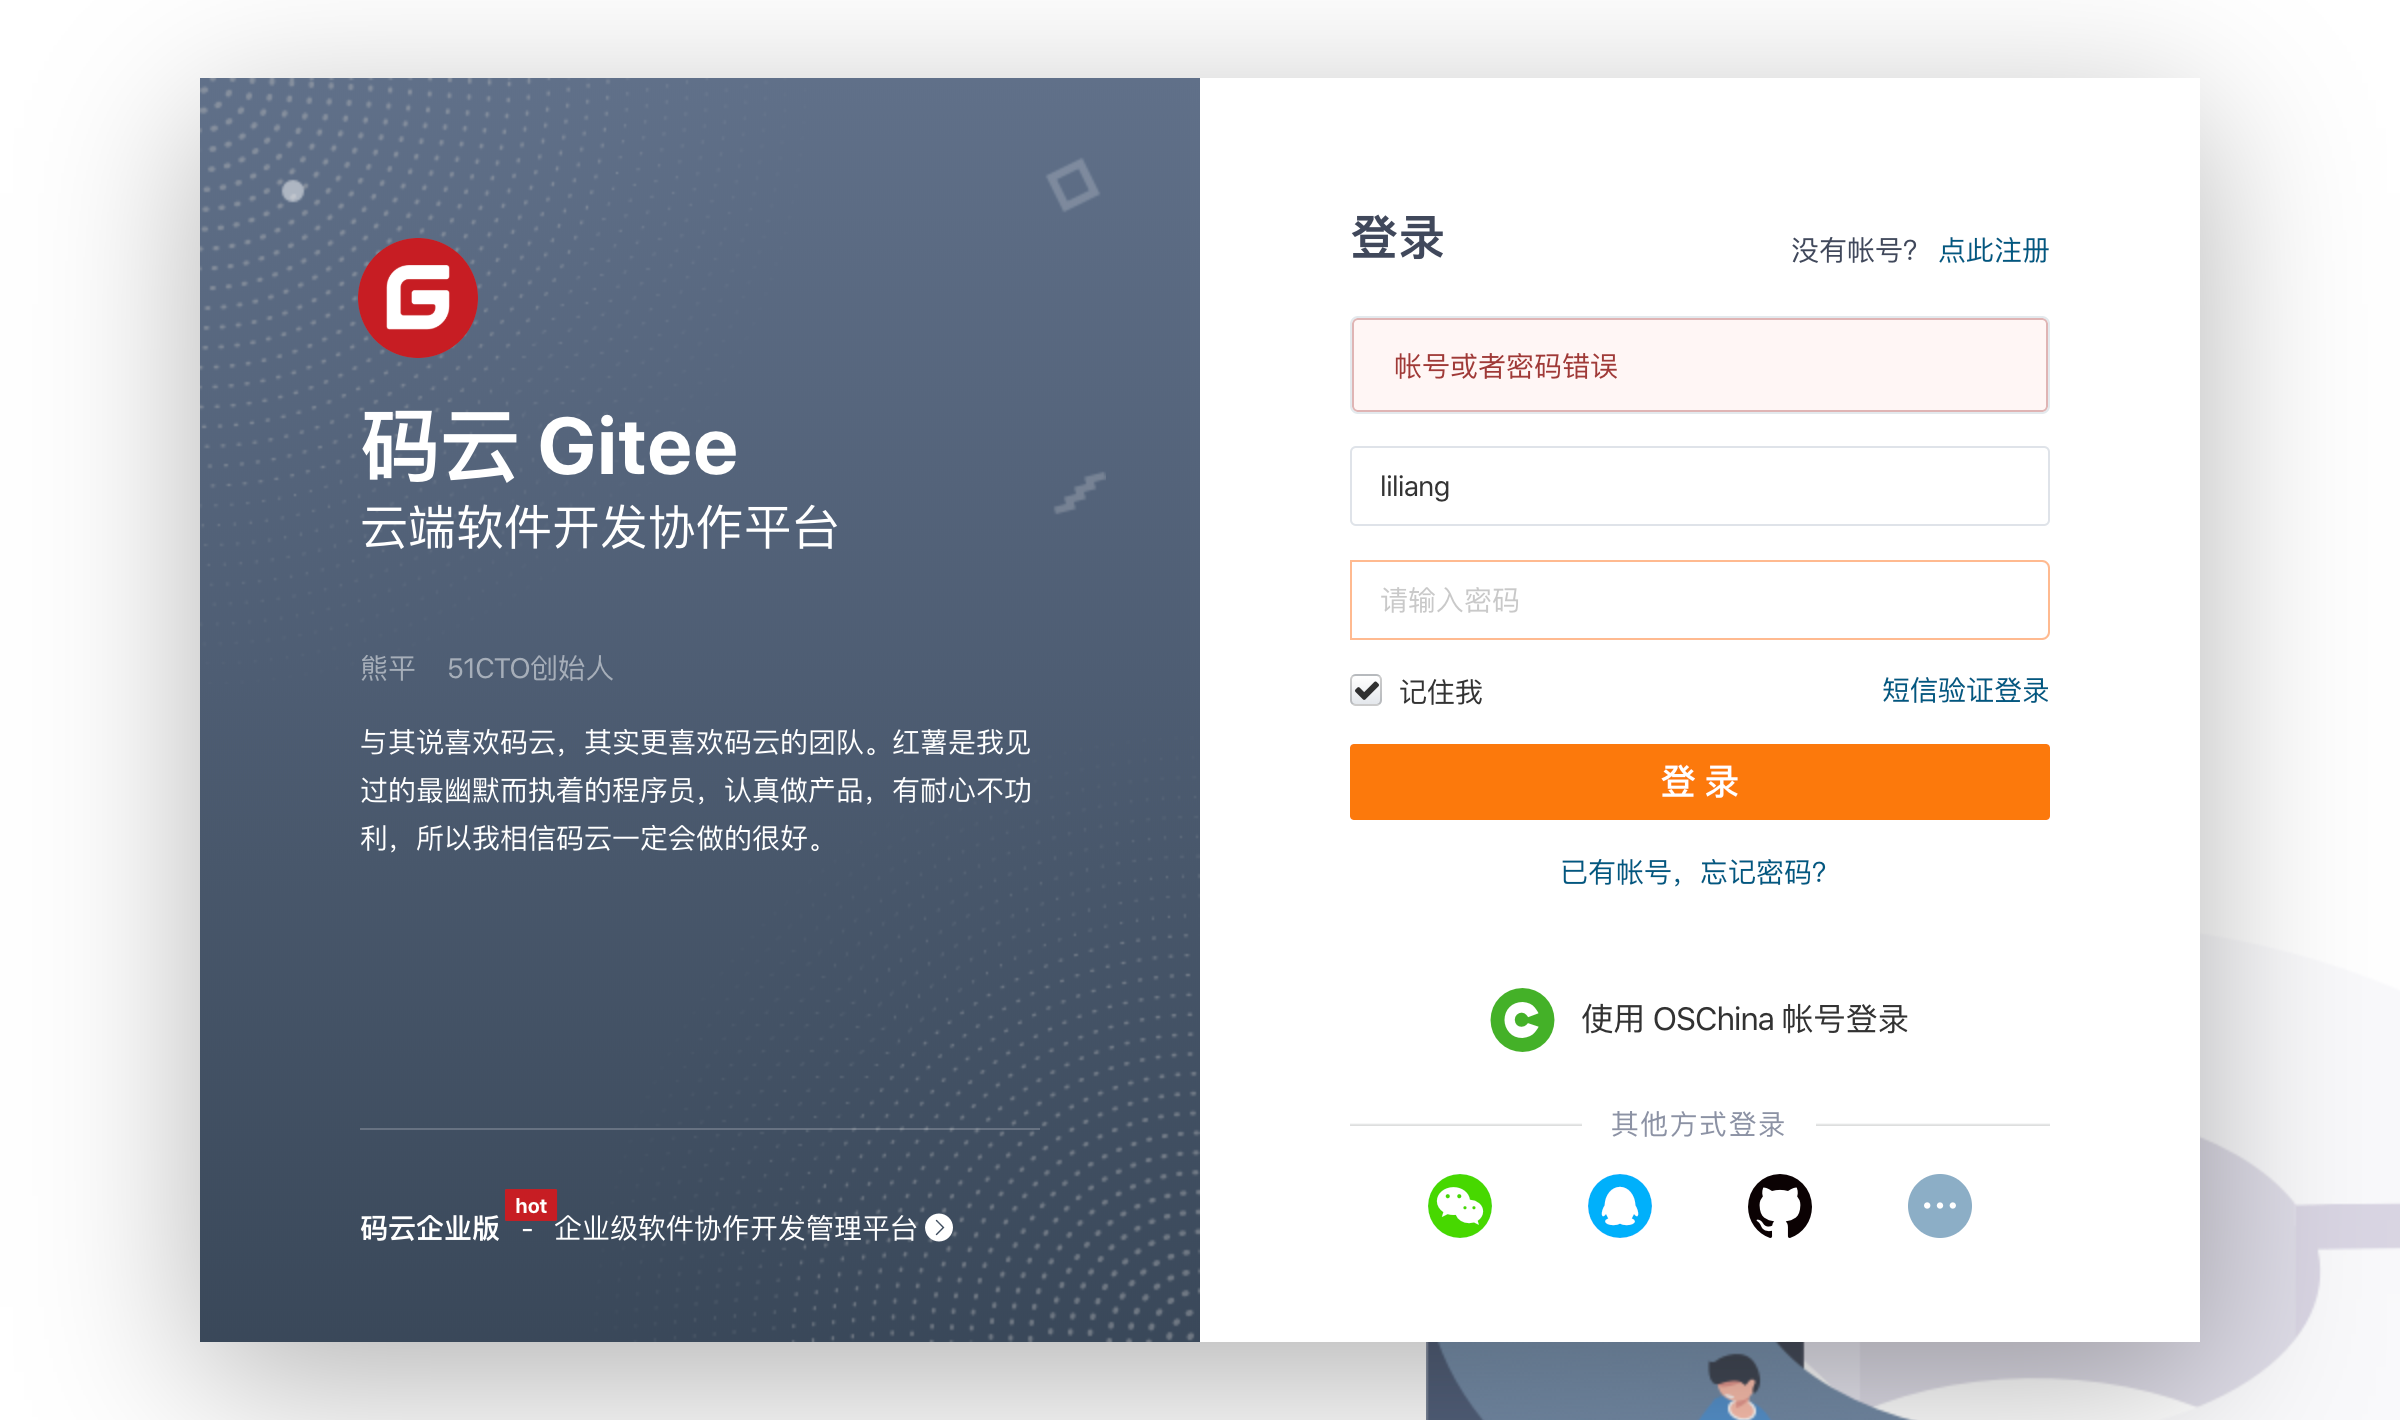 码云 Gitee
云端软件开发协作平台
熊平 51CTO创始人
与其说喜欢码云，其实更喜欢码云的团队。红薯是我见
过的最幽默而执着的程序员，认真做产品，有耐心不功
利，所以我相信码云一定会做的很好。
码云企业版 hot - 企业级软件协作开发管理平台
登录
没有帐号? 点此注册
帐号或者密码错误
liliang
请输入密码
记住我 短信验证登录
登 录
已有帐号，忘记密码?
使用 OSChina 帐号登录
其他方式登录